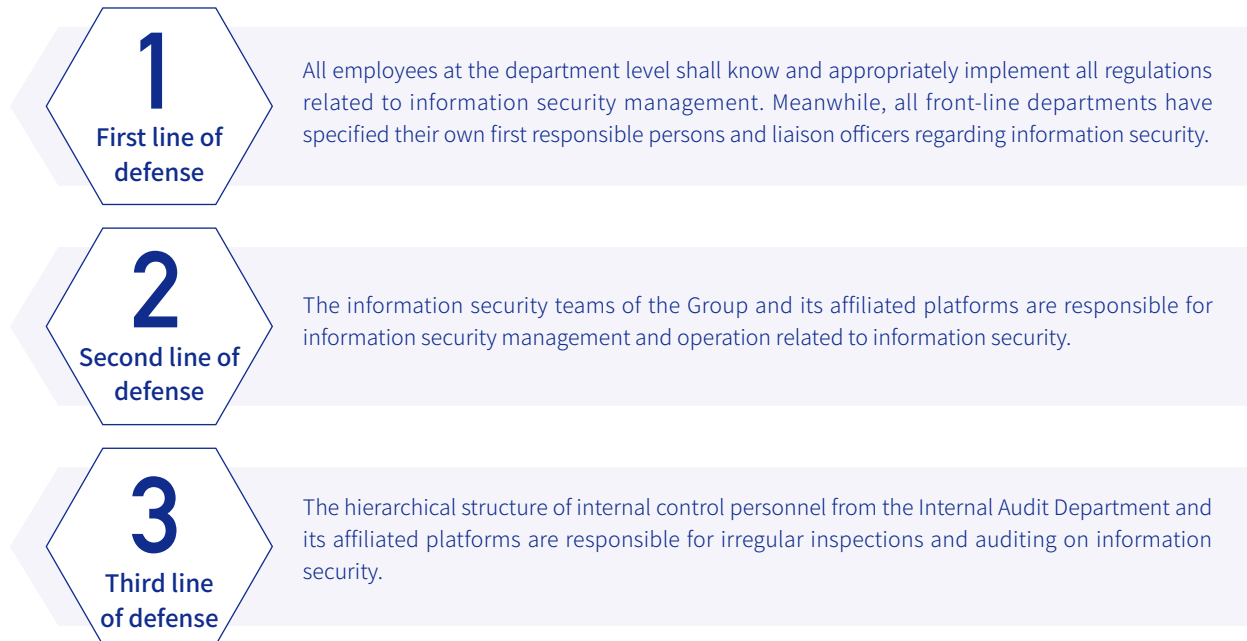 1
First line of
defense
All employees at the department level shall know and appropriately implement all regulations
related to information security management. Meanwhile, all front-line departments have
specified their own first responsible persons and liaison officers regarding information security.
2
Second line of
defense
The information security teams of the Group and its affiliated platforms are responsible for
information security management and operation related to information security.
3
Third line
of defense
The hierarchical structure of internal control personnel from the Internal Audit Department and
its affiliated platforms are responsible for irregular inspections and auditing on information
security.